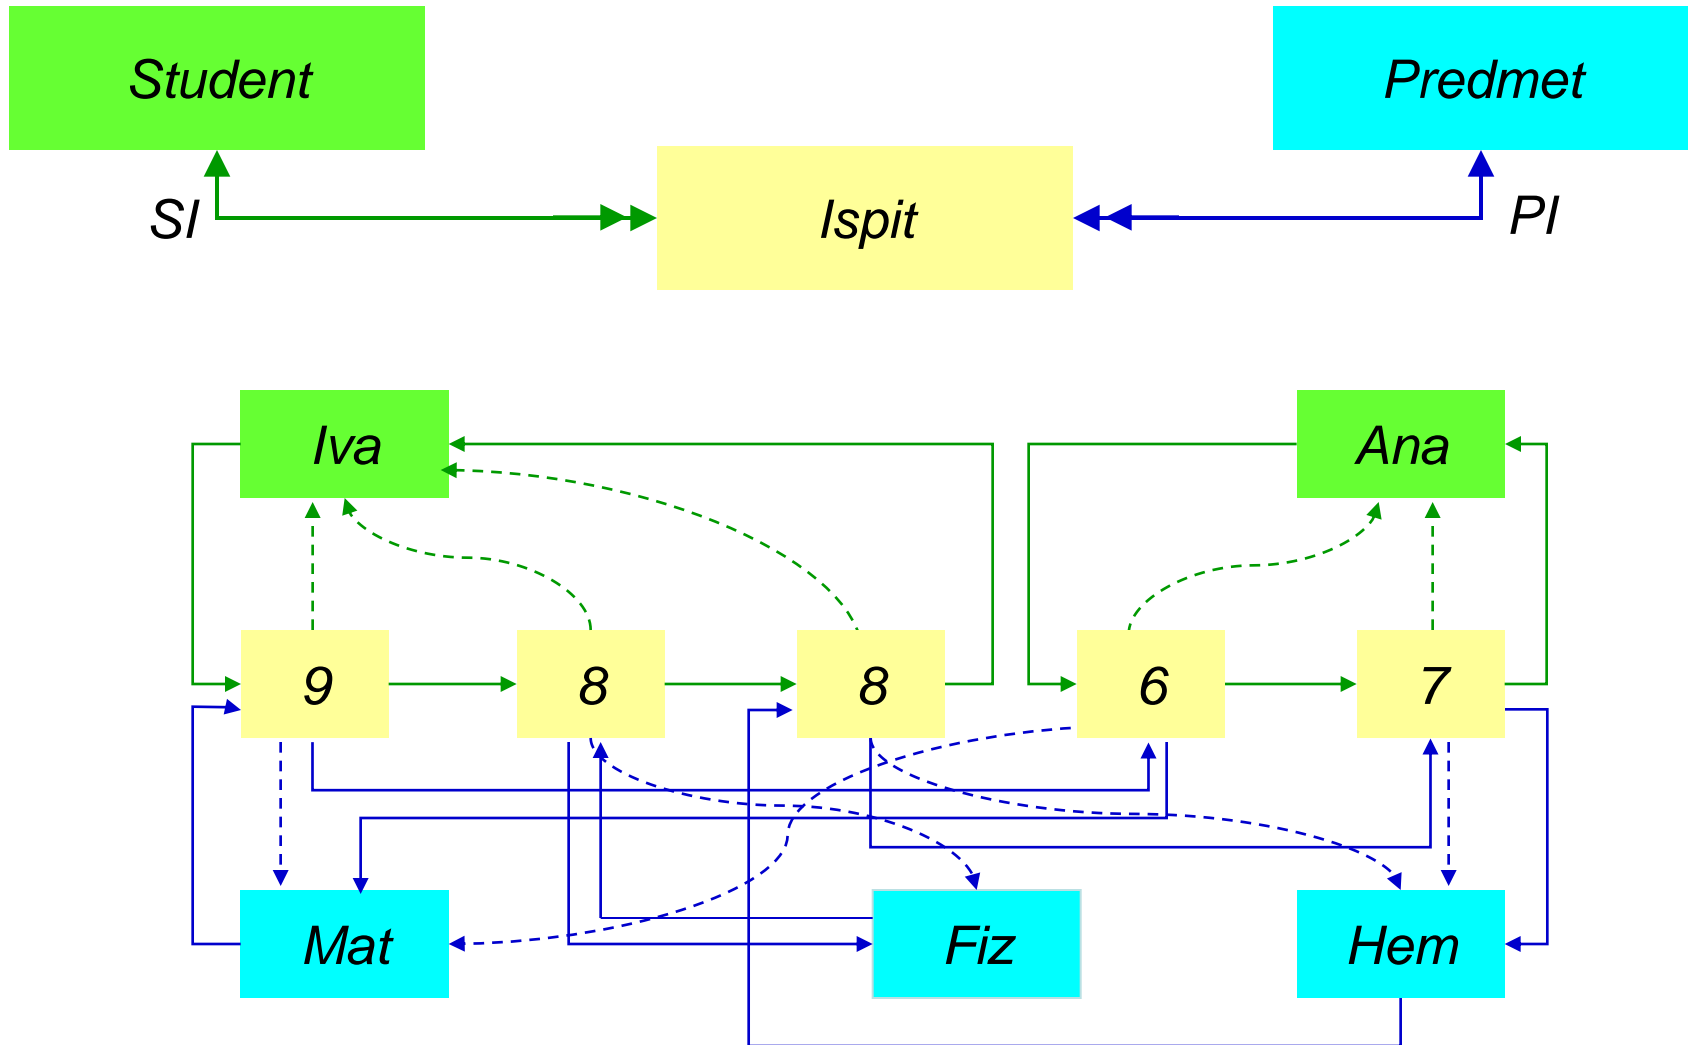 Student
Predmet
SI
Ispit
PI
Iva
Ana
9
8
8
6
7
Mat
Fiz
Hem